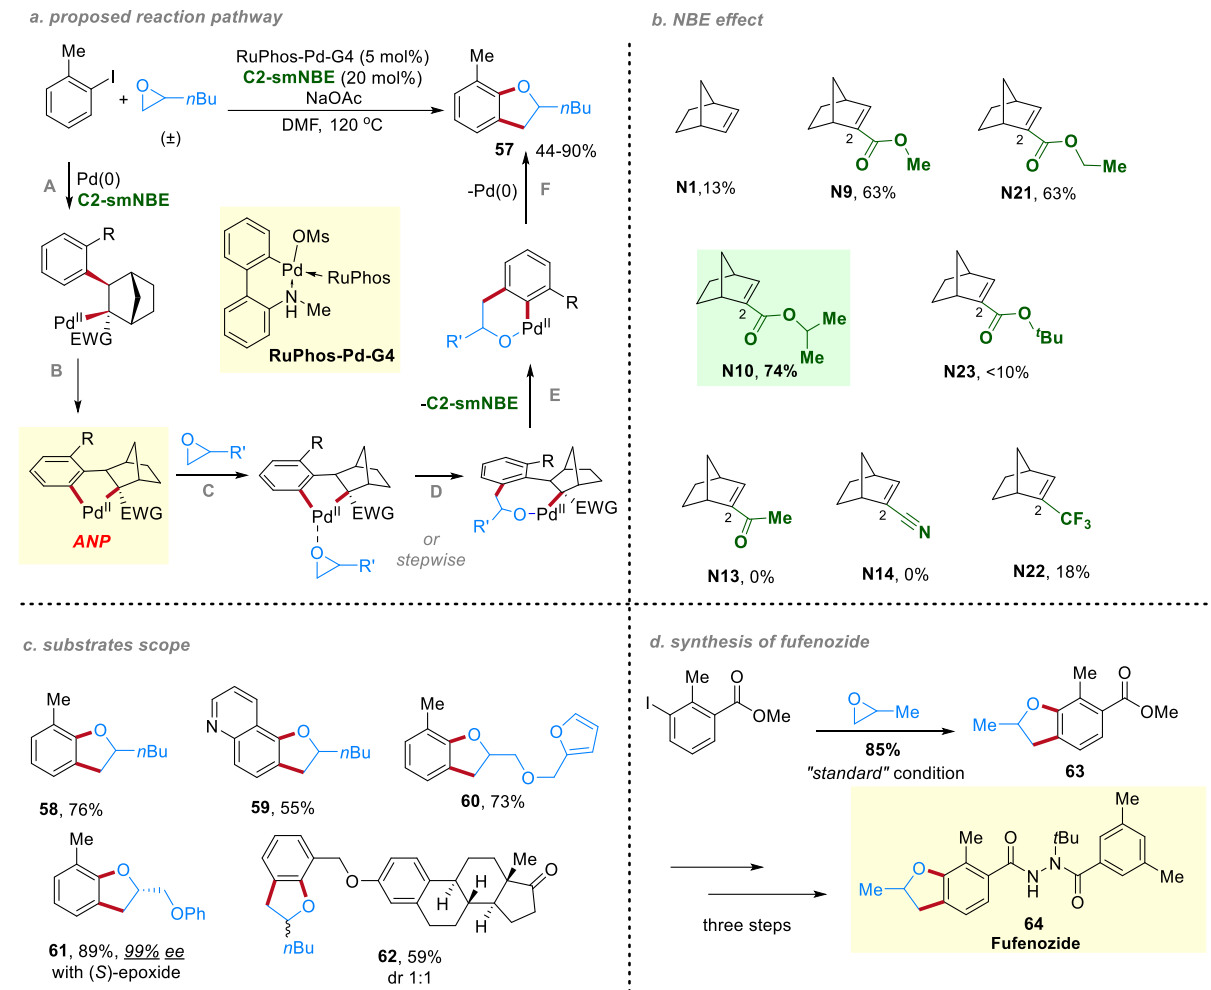 a. proposed reaction pathway
Me
I
+
O
nBu
(±)
RuPhos-Pd-G4 (5 mol%)
C2-smNBE (20 mol%)
NaOAc
DMF, 120 °C
Me
O
nBu
57 44-90%
A
Pd(0)
C2-smNBE
R
Pd^II
EWG
OMs
Pd
RuPhos
N
H
Me
RuPhos-Pd-G4
-Pd(0)
F
R
Pd^II
R'
O
B
-C2-smNBE
E
R
Pd^II
EWG
ANP
O
R'
C
R
Pd^II
EWG
O
R'
D
or
stepwise
R
R'
O
Pd^II
EWG
b. NBE effect
N1,13%
2
O
O
Me
N9, 63%
2
O
O
Me
N21, 63%
2
O
O
Me
Me
N10, 74%
2
O
O
tBu
N23, <10%
2
Me
O
N13, 0%
2
N
N14, 0%
2
CF3
N22, 18%
c. substrates scope
Me
O
nBu
58, 76%
N
O
nBu
59, 55%
Me
O
O
O
60, 73%
Me
O
OPh
61, 89%, 99% ee
with (S)-epoxide
O
O
nBu
H
H
H
Me
O
62, 59%
dr 1:1
d. synthesis of fufenozide
I
Me
O
OMe
O
Me
85%
"standard" condition
Me
O
Me
O
OMe
63
three steps
Me
O
Me
O
N
H
N
tBu
O
Me
Me
64
Fufenozide